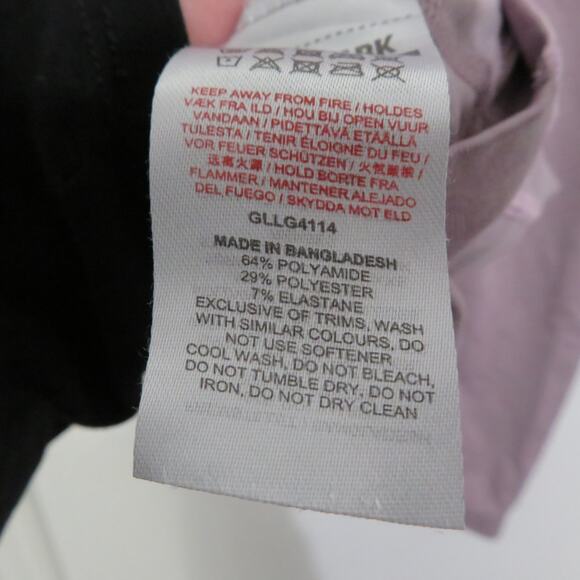 KEEP AWAY FROM FIRE / HOLDES
VÆK FRA ILD / HOU BIJ OPEN VUUR
VANDAAN / PIDETTÄVÄ ETÄÄLLÄ
TULESTA / TENIR ÉLOIGNÉ DU FEU /
VOR FEUER SCHÜTZEN / 火気厳禁 /
远离火源 / HOLD BORTE FRA
FLAMMER / MANTENER ALEJADO
DEL FUEGO / SKYDDA MOT ELD
GLLG4114
MADE IN BANGLADESH
64% POLYAMIDE
29% POLYESTER
7% ELASTANE
EXCLUSIVE OF TRIMS, WASH
WITH SIMILAR COLOURS, DO
NOT USE SOFTENER
COOL WASH, DO NOT BLEACH,
DO NOT TUMBLE DRY, DO NOT
IRON, DO NOT DRY CLEAN